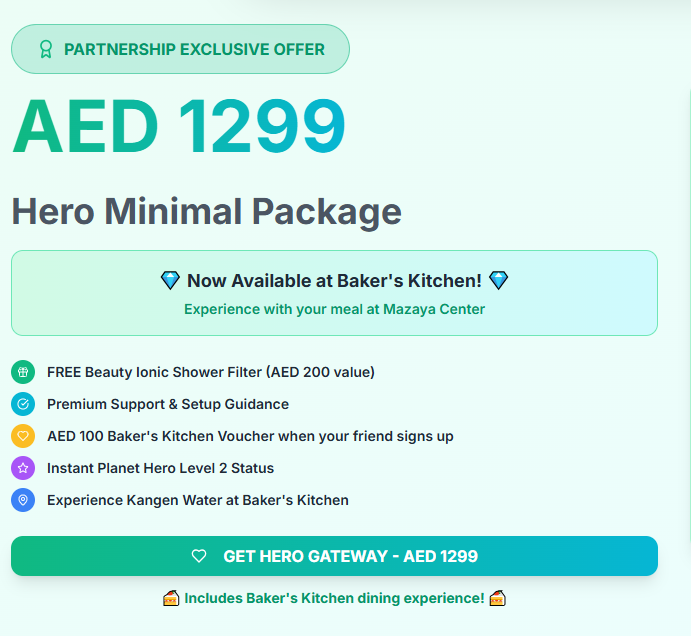 PARTNERSHIP EXCLUSIVE OFFER
AED 1299
Hero Minimal Package
💎 Now Available at Baker's Kitchen! 💎
Experience with your meal at Mazaya Center
FREE Beauty Ionic Shower Filter (AED 200 value)
Premium Support & Setup Guidance
AED 100 Baker's Kitchen Voucher when your friend signs up
Instant Planet Hero Level 2 Status
Experience Kangen Water at Baker's Kitchen
GET HERO GATEWAY - AED 1299
🍰 Includes Baker's Kitchen dining experience! 🍰